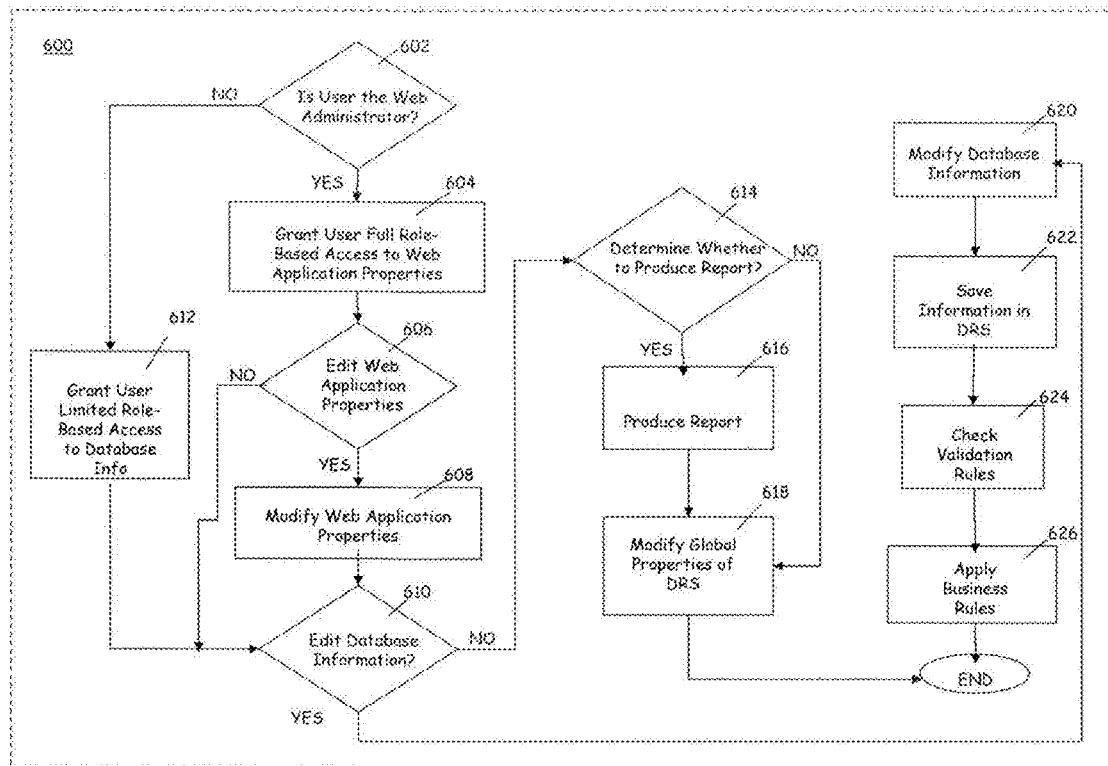 600
602
NO
Is User the Web
Administrator?
YES
604
Grant User Full Role-
Based Access to Web
Application Properties
612
Grant User
Limited Role-
Based Access
to Database
Info
606
NO
Edit Web
Application
Properties
YES
608
Modify Web Application
Properties
610
Edit Database
Information?
NO
YES
614
Determine Whether
to Produce Report?
NO
YES
616
Produce Report
618
Modify Global
Properties of
DRS
620
Modify Database
Information
622
Save
Information in
DRS
624
Check
Validation
Rules
626
Apply
Business
Rules
END